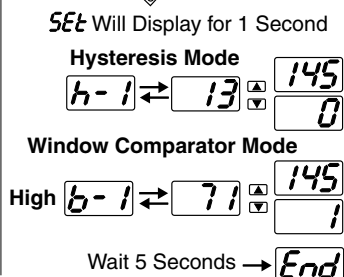 SEt Will Display for 1 Second
Hysteresis Mode
h-1 13 145
0
Window Comparator Mode
High b-1 71 145
1
Wait 5 Seconds End